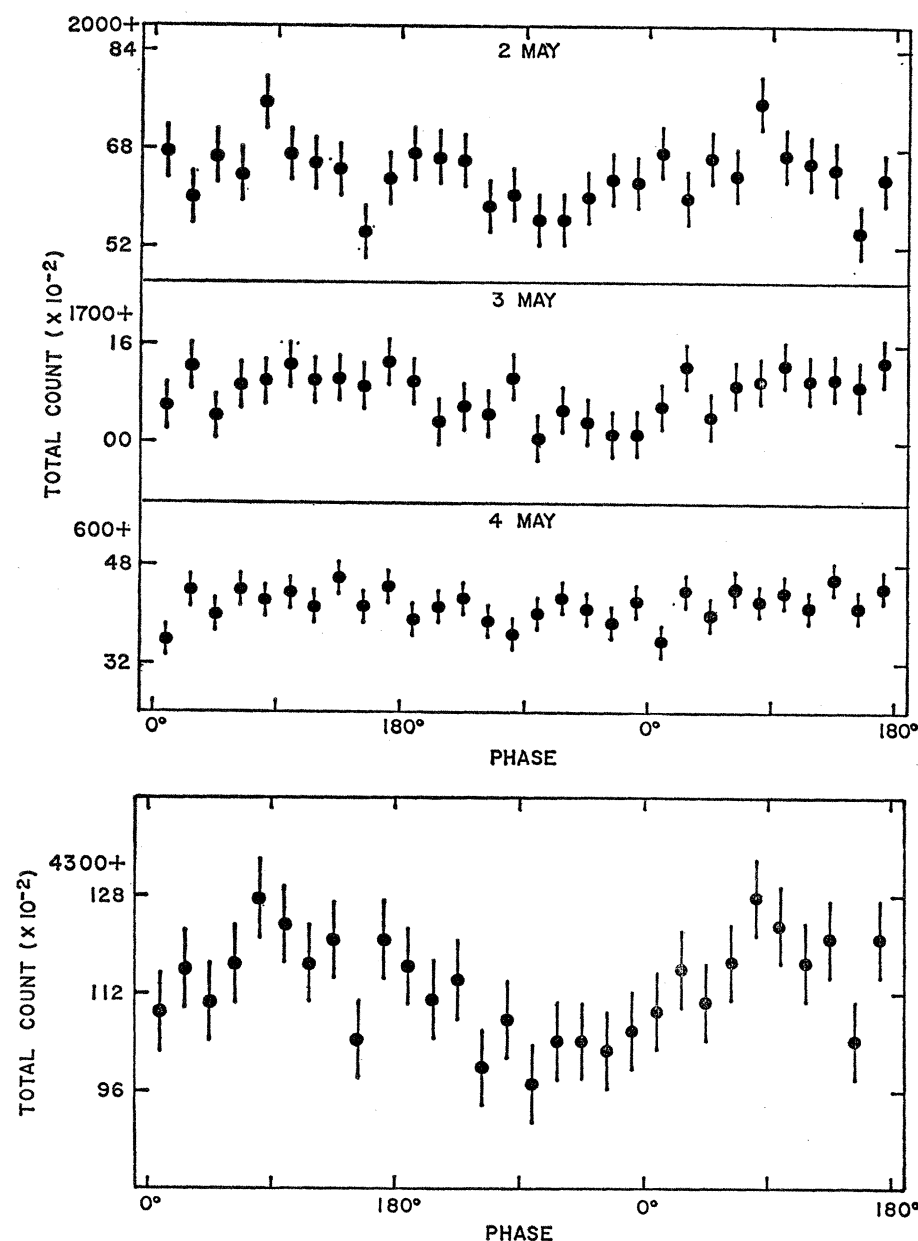 2000+
84
2 MAY
68
52
3 MAY
1700+
16
00
4 MAY
600+
48
32
TOTAL COUNT (× 10⁻²)
0° 180° 0° 180°
PHASE
4300+
128
112
96
TOTAL COUNT (× 10⁻²)
0° 180° 0° 180°
PHASE